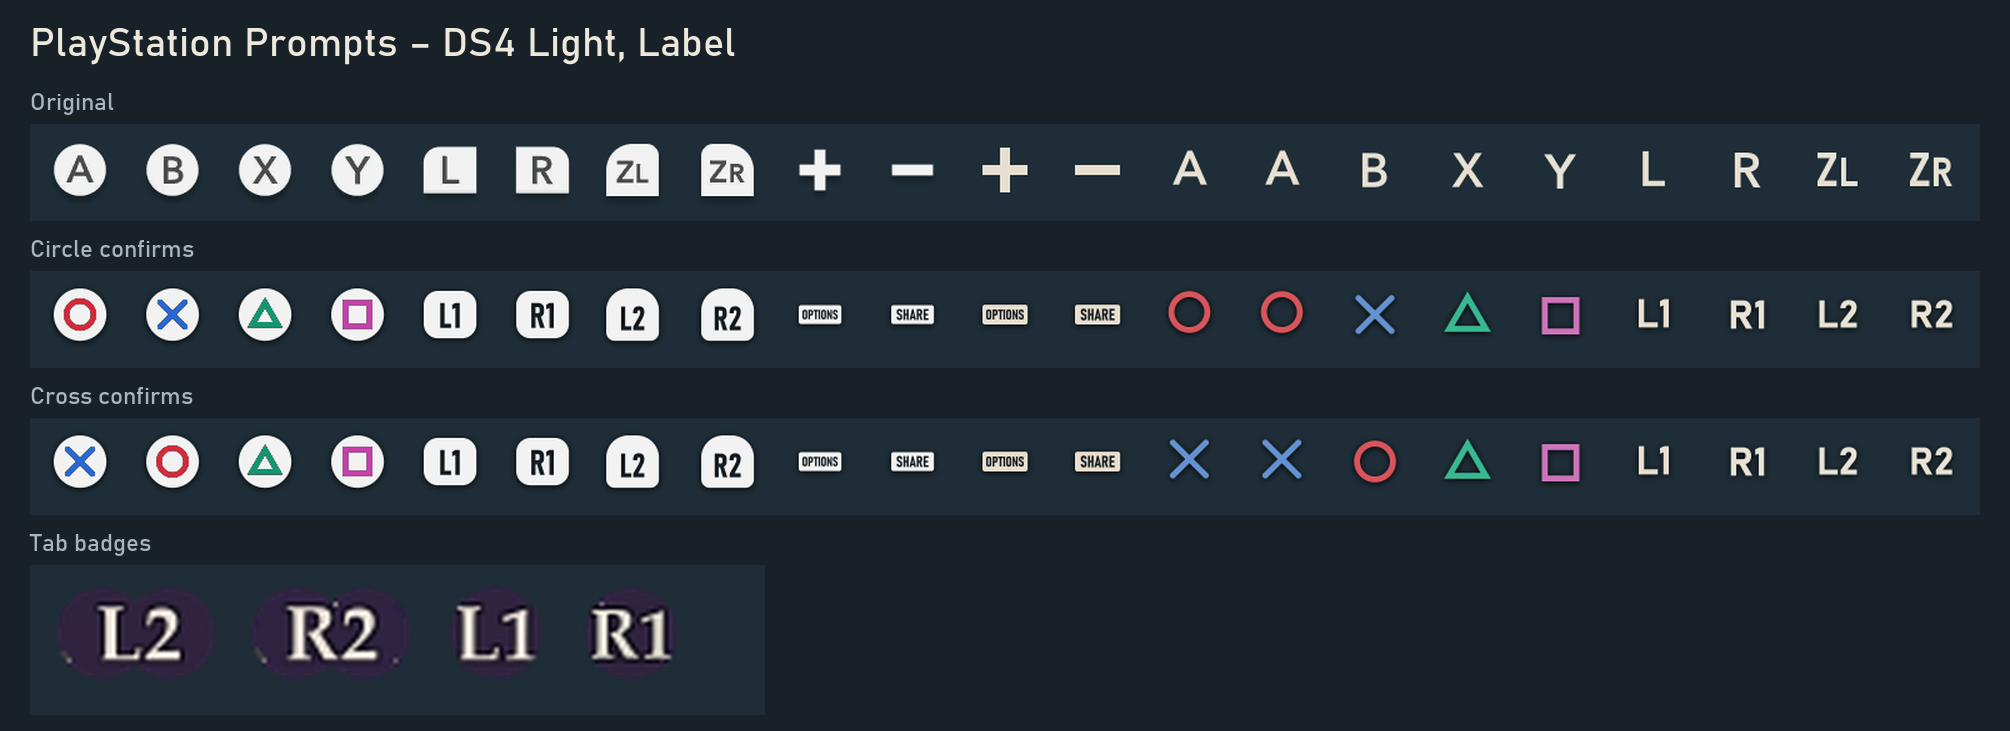 PlayStation Prompts – DS4 Light, Label
Original
A B X Y L R ZL ZR + − + − A A B X Y L R ZL ZR
Circle confirms
L1 R1 L2 R2 OPTIONS SHARE OPTIONS SHARE L1 R1 L2 R2
Cross confirms
L1 R1 L2 R2 OPTIONS SHARE OPTIONS SHARE L1 R1 L2 R2
Tab badges
L2 R2 L1 R1